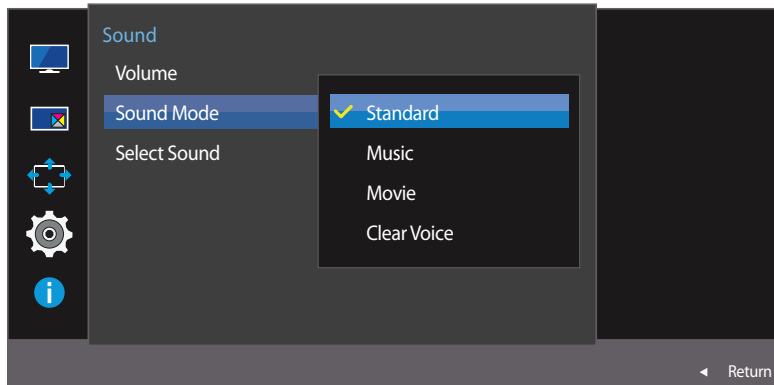 Sound
Volume
Sound Mode
Select Sound
Standard
Music
Movie
Clear Voice
i
◄ Return